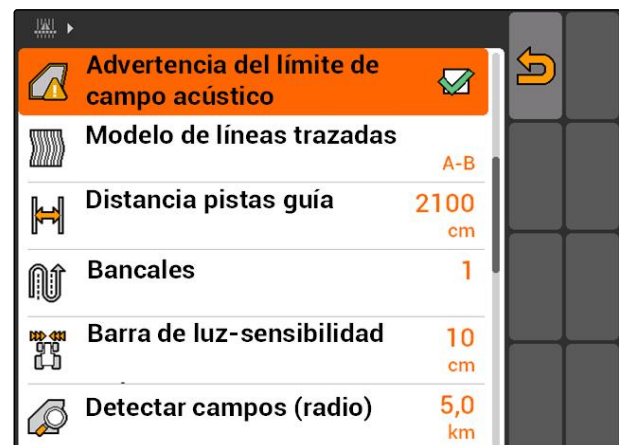 Advertencia del límite de
campo acústico
Modelo de líneas trazadas
A-B
Distancia pistas guía
2100
cm
Bancales
1
Barra de luz-sensibilidad
10
cm
Detectar campos (radio)
5,0
km